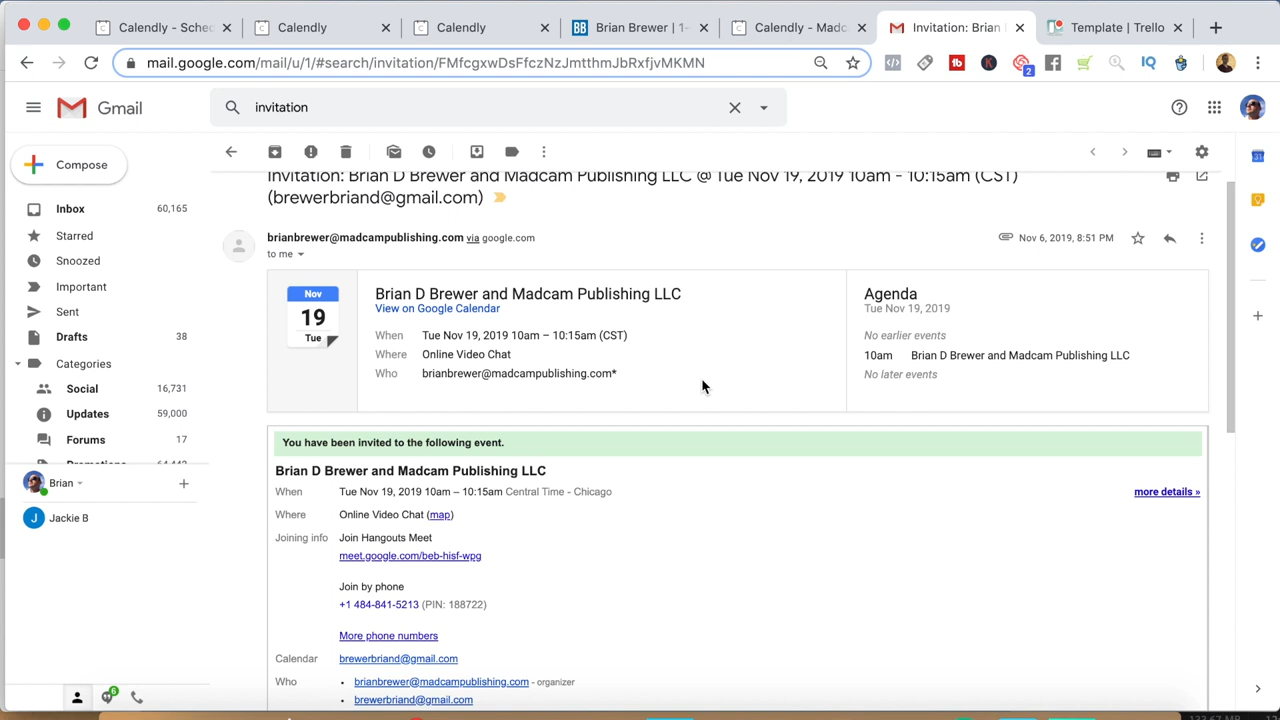 Calendly - Sche
Calendly
Calendly
BB Brian Brewer | 1-
Calendly - Madc
Invitation: Brian
Template | Trello
mail.google.com/mail/u/1/#search/invitation/FMfcgxwDsFfczNzJmtthmJbRxfjvMKMN
2
IQ
Gmail
invitation
Compose
Inbox 60,165
Starred
Snoozed
Important
Sent
Drafts 38
Categories
Social 16,731
Updates 59,000
Forums 17
Brian
J Jackie B
6
Invitation: Brian D Brewer and Madcam Publishing LLC @ Tue Nov 19, 2019 10am - 10:15am (CST)
(brewerbriand@gmail.com)
brianbrewer@madcampublishing.com via google.com
Nov 6, 2019, 8:51 PM
to me
Nov
19
Tue
Brian D Brewer and Madcam Publishing LLC
View on Google Calendar
When Tue Nov 19, 2019 10am – 10:15am (CST)
Where Online Video Chat
Who brianbrewer@madcampublishing.com*
Agenda
Tue Nov 19, 2019
No earlier events
10am Brian D Brewer and Madcam Publishing LLC
No later events
You have been invited to the following event.
Brian D Brewer and Madcam Publishing LLC
When Tue Nov 19, 2019 10am – 10:15am Central Time - Chicago
more details »
Where Online Video Chat (map)
Joining info Join Hangouts Meet
meet.google.com/beb-hisf-wpg
Join by phone
+1 484-841-5213 (PIN: 188722)
More phone numbers
Calendar brewerbriand@gmail.com
Who • brianbrewer@madcampublishing.com - organizer
• brewerbriand@gmail.com
31